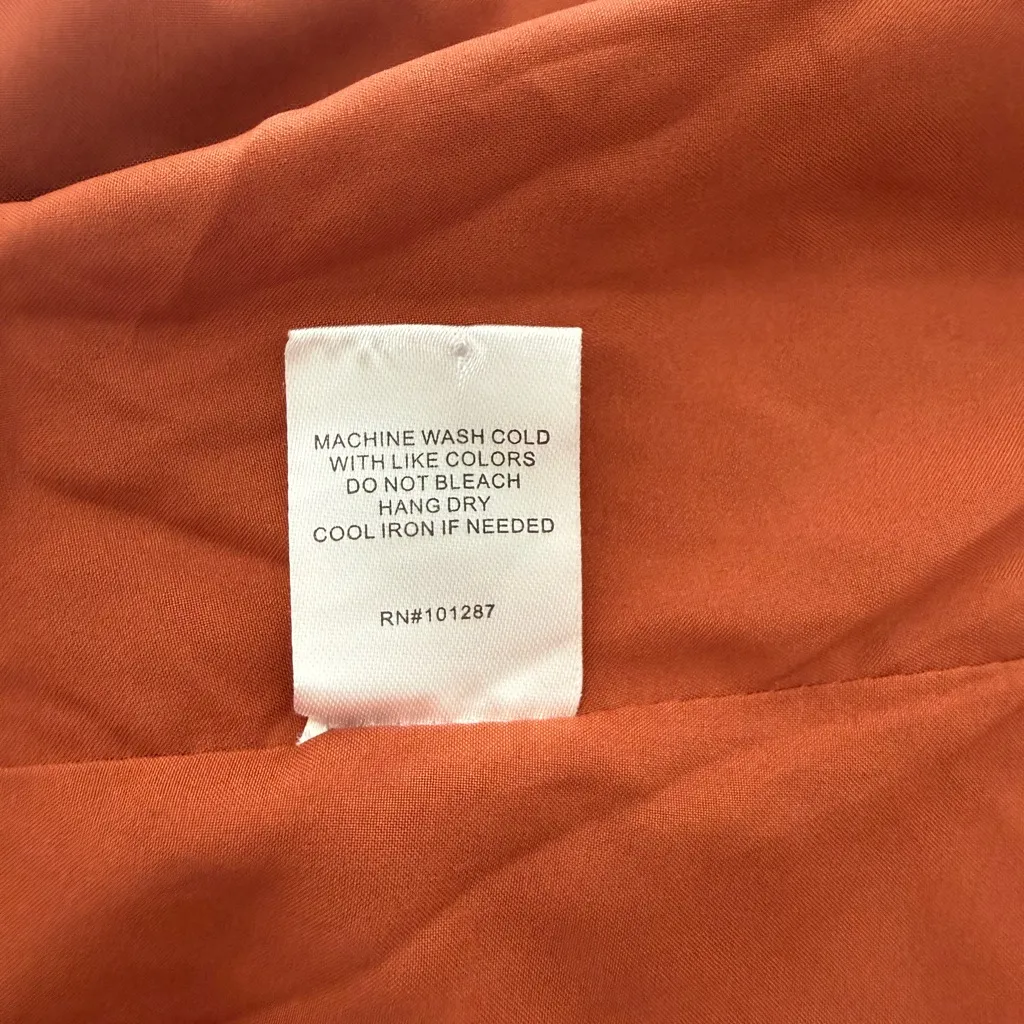 MACHINE WASH COLD
WITH LIKE COLORS
DO NOT BLEACH
HANG DRY
COOL IRON IF NEEDED
RN#101287